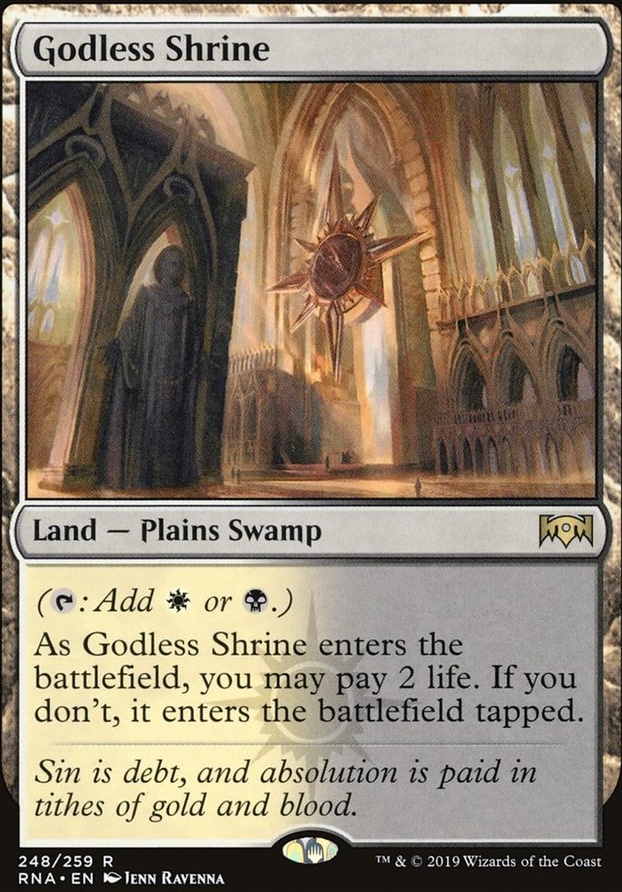 Godless Shrine
Land — Plains Swamp
(: Add or .)
As Godless Shrine enters the
battlefield, you may pay 2 life. If you
don't, it enters the battlefield tapped.
Sin is debt, and absolution is paid in
tithes of gold and blood.
248/259 R
RNA • EN Jenn Ravenna
™ & © 2019 Wizards of the Coast